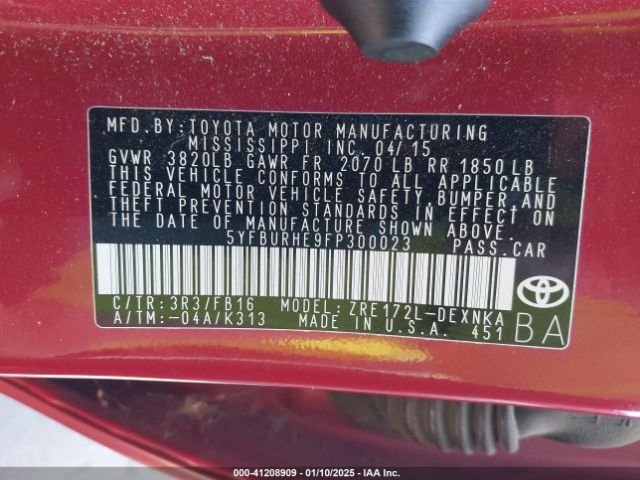 MFD. BY: TOYOTA MOTOR MANUFACTURING
MISSISSIPPI, INC. 04/15
GVWR 3820LB GAWR FR 2070 LB RR 1850 LB
THIS VEHICLE CONFORMS TO ALL APPLICABLE
FEDERAL MOTOR VEHICLE SAFETY, BUMPER, AND
THEFT PREVENTION STANDARDS IN EFFECT ON
THE DATE OF MANUFACTURE SHOWN ABOVE.
5YFBURHE9FP300023 PASS. CAR
C/TR: 3R3/FB16 MODEL: ZRE172L-DEXNKA
A/TM: -04A/K313 MADE IN U.S.A. 451
TOYOTA
BA
000-41208909 - 01/10/2025 - IAA Inc.